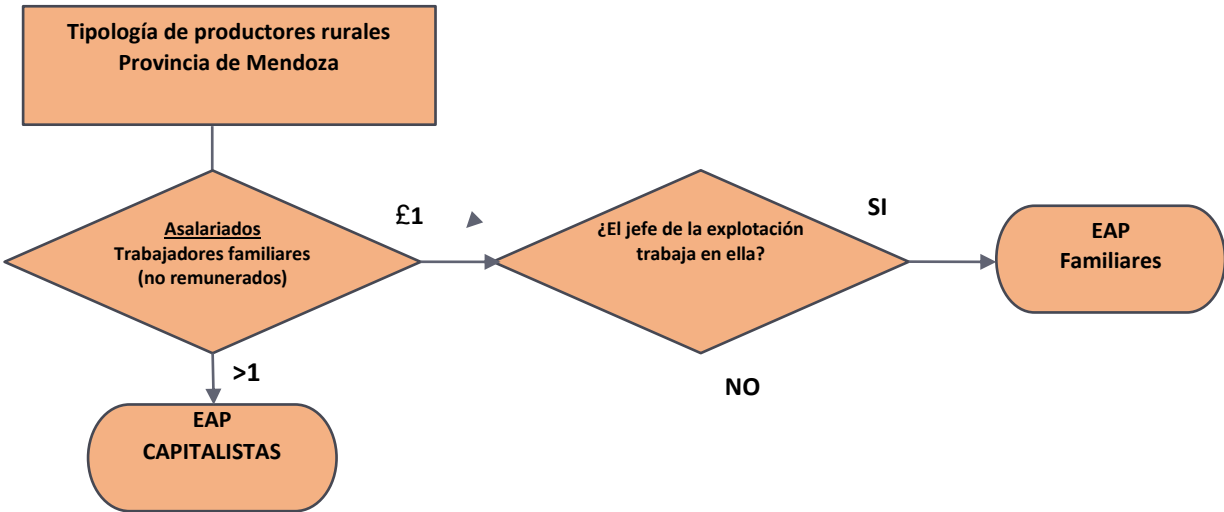 Tipología de productores rurales
Provincia de Mendoza
Asalariados
Trabajadores familiares
(no remunerados)
£1
¿El jefe de la explotación
trabaja en ella?
SI
EAP
Familiares
>1
NO
EAP
CAPITALISTAS